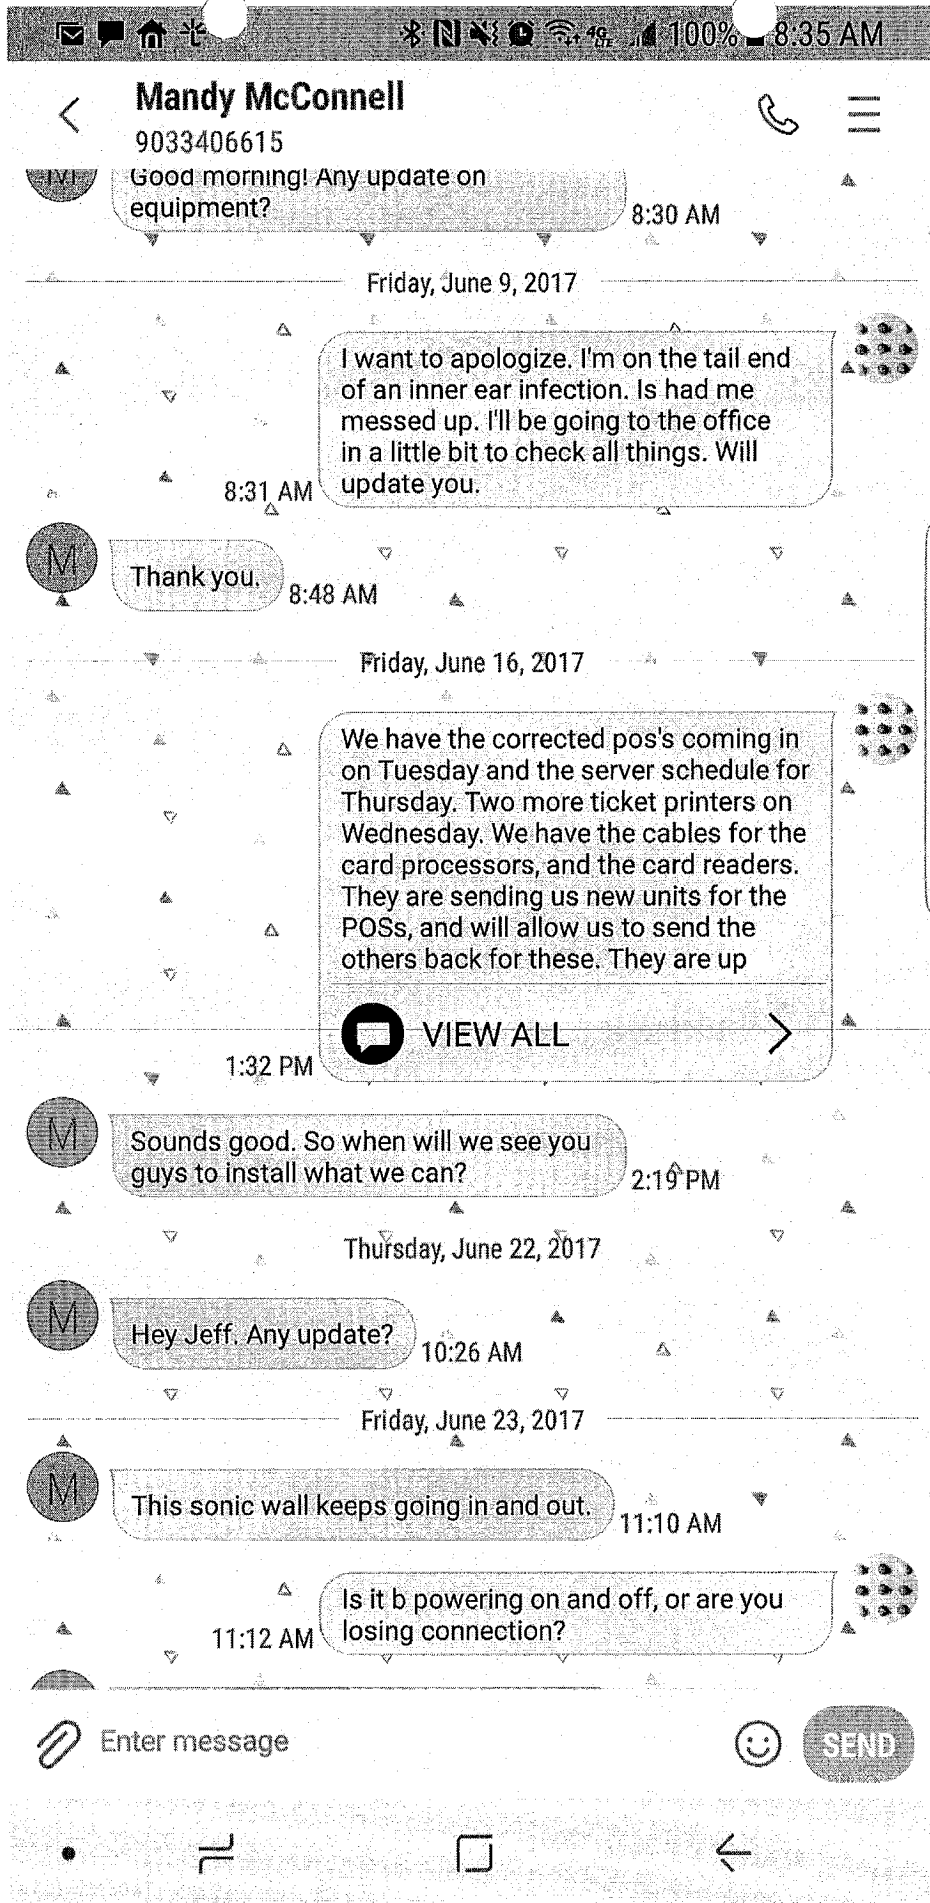 4G LTE 100% 8:35 AM
Mandy McConnell
9033406615
M
Good morning! Any update on
equipment?
8:30 AM
Friday, June 9, 2017
I want to apologize. I'm on the tail end
of an inner ear infection. Is had me
messed up. I'll be going to the office
in a little bit to check all things. Will
update you.
8:31 AM
M
Thank you.
8:48 AM
Friday, June 16, 2017
We have the corrected pos's coming in
on Tuesday and the server schedule for
Thursday. Two more ticket printers on
Wednesday. We have the cables for the
card processors, and the card readers.
They are sending us new units for the
POSs, and will allow us to send the
others back for these. They are up
VIEW ALL
1:32 PM
M
Sounds good. So when will we see you
guys to install what we can?
2:19 PM
Thursday, June 22, 2017
M
Hey Jeff. Any update?
10:26 AM
Friday, June 23, 2017
M
This sonic wall keeps going in and out.
11:10 AM
Is it b powering on and off, or are you
losing connection?
11:12 AM
Enter message
SEND